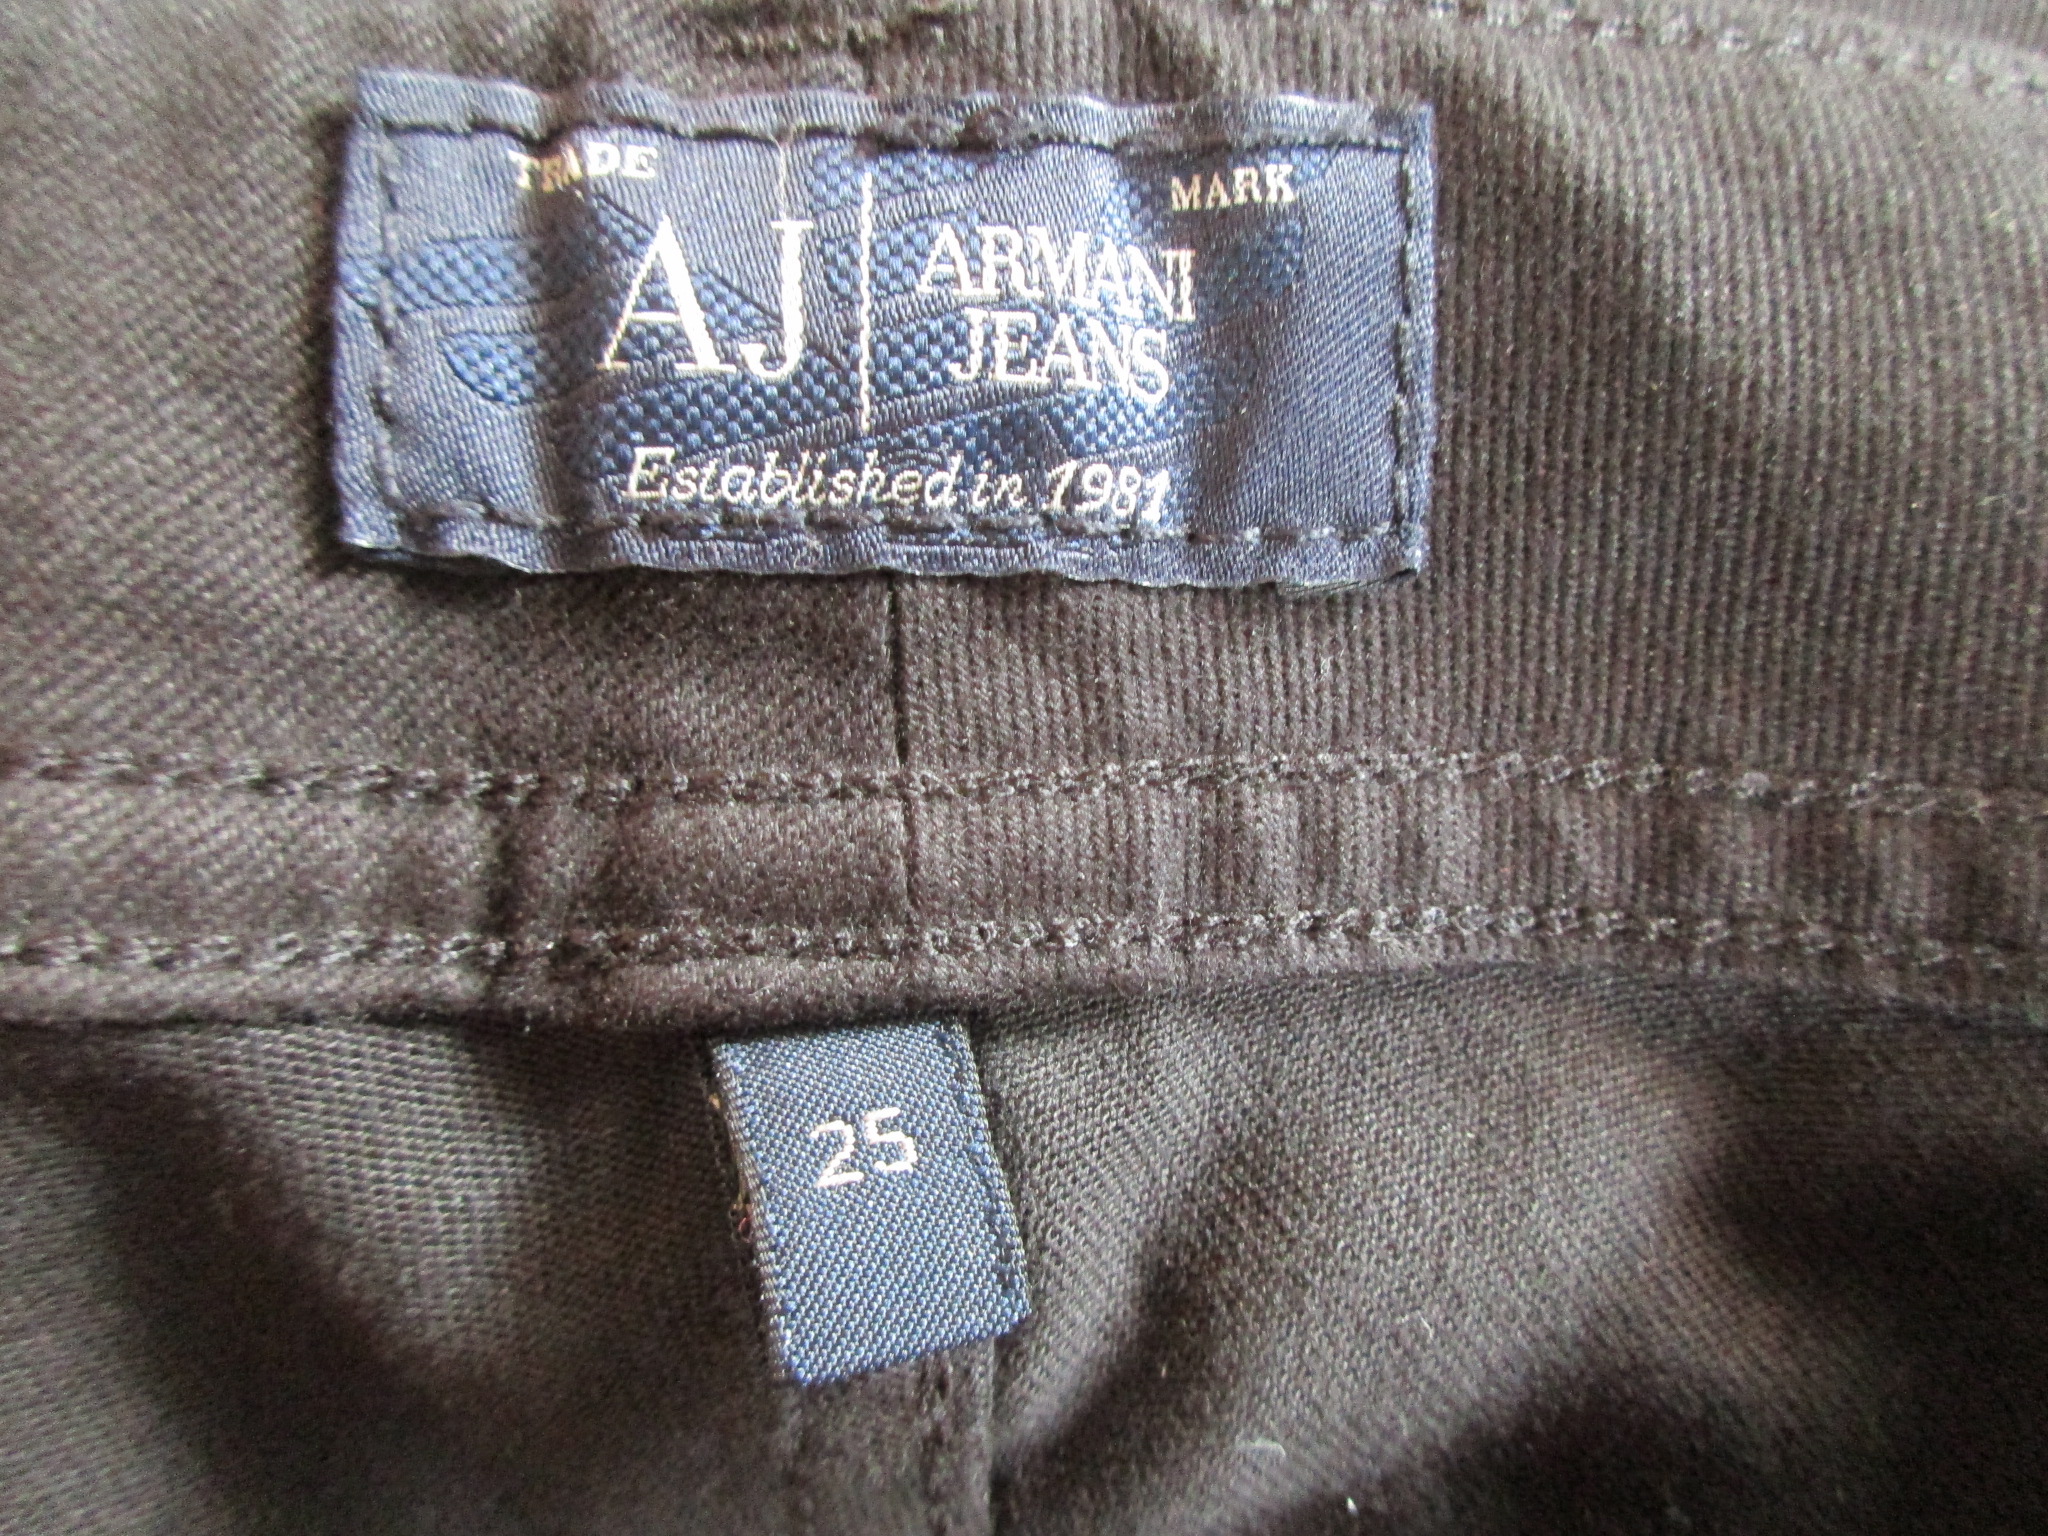 TRADE MARK
AJ ARMANI
JEANS
Established in 1981
25